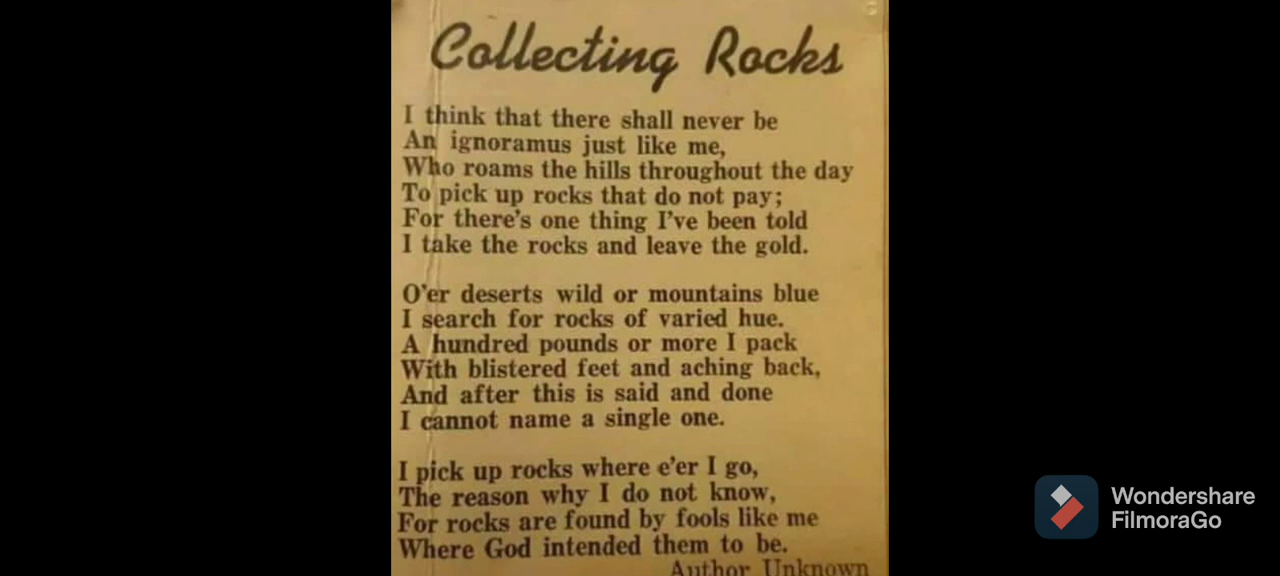 Collecting Rocks
I think that there shall never be
An ignoramus just like me,
Who roams the hills throughout the day
To pick up rocks that do not pay;
For there's one thing I've been told
I take the rocks and leave the gold.
O'er deserts wild or mountains blue
I search for rocks of varied hue.
A hundred pounds or more I pack
With blistered feet and aching back,
And after this is said and done
I cannot name a single one.
I pick up rocks where e'er I go,
The reason why I do not know,
For rocks are found by fools like me
Where God intended them to be.
Author Unknown
Wondershare
FilmoraGo